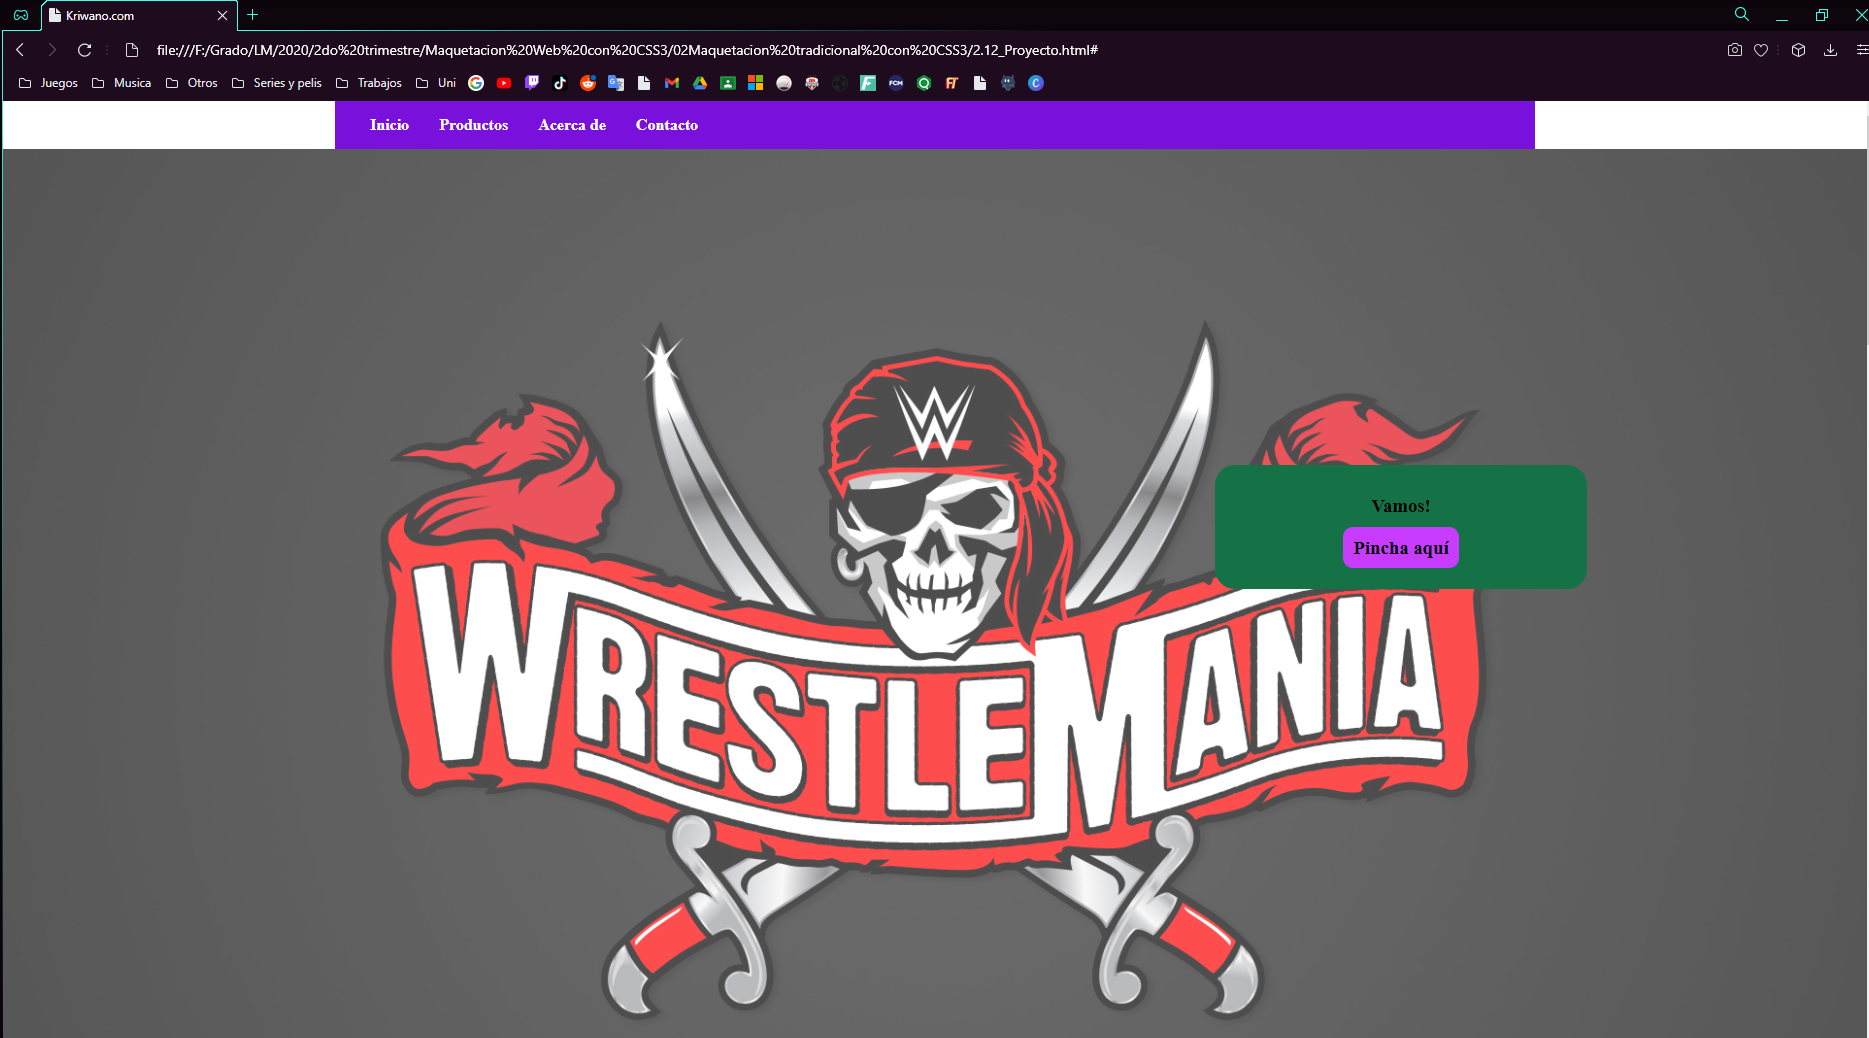 Kriwano.com
file:///F:/Grado/LM/2020/2do%20trimestre/Maquetacion%20Web%20con%20CSS3/02Maquetacion%20tradicional%20con%20CSS3/2.12_Proyecto.html#
Juegos Musica Otros Series y pelis Trabajos Uni
Inicio Productos Acerca de Contacto
W
Vamos!
Pincha aquí
WRESTLEMANIA